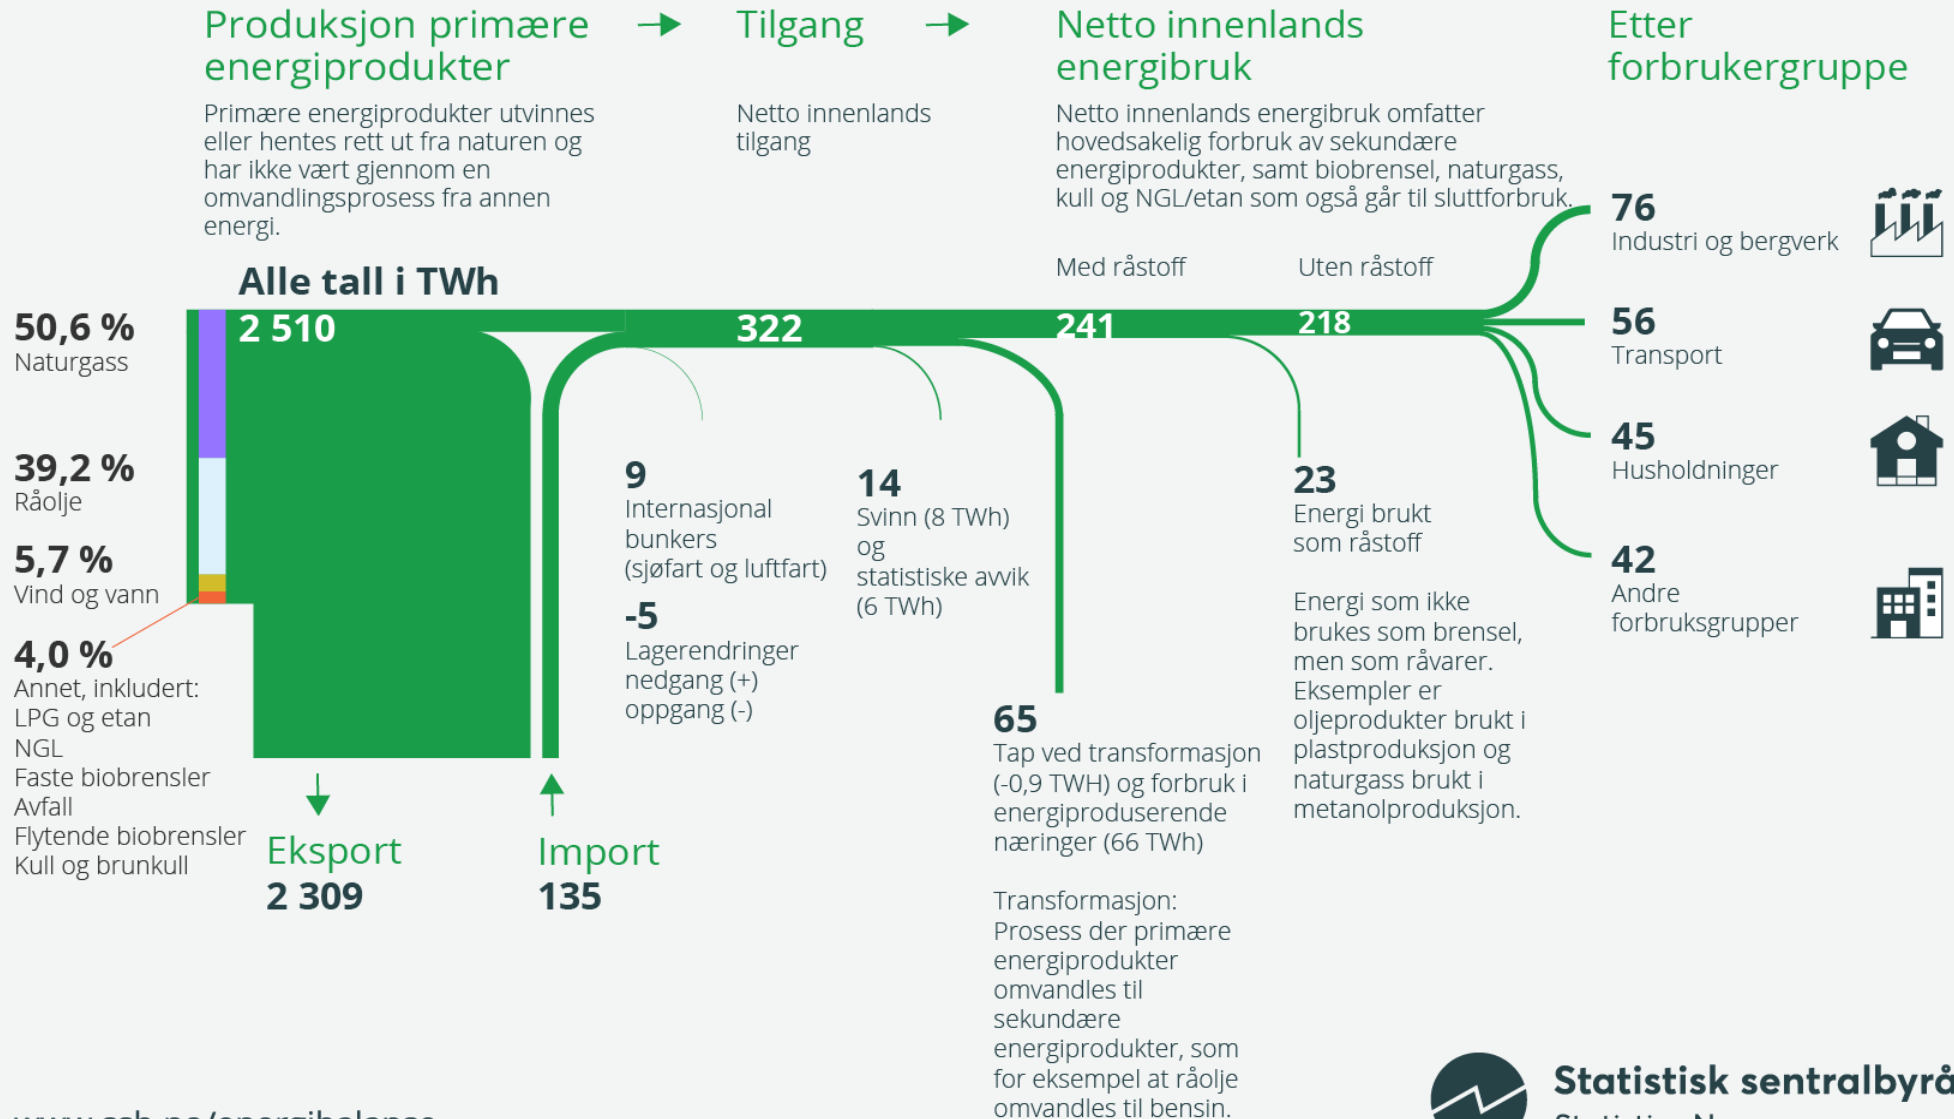 Produksjon primære
energiprodukter
Primære energiprodukter utvinnes
eller hentes rett ut fra naturen og
har ikke vært gjennom en
omvandlingsprosess fra annen
energi.
Tilgang
Netto innenlands
tilgang
Netto innenlands
energibruk
Netto innenlands energibruk omfatter
hovedsakelig forbruk av sekundære
energiprodukter, samt biobrensel, naturgass,
kull og NGL/etan som også går til sluttforbruk.
Etter
forbrukergruppe
Alle tall i TWh
2 510
322
Med råstoff
241
Uten råstoff
218
50,6 %
Naturgass
39,2 %
Råolje
5,7 %
Vind og vann
4,0 %
Annet, inkludert:
LPG og etan
NGL
Faste biobrensler
Avfall
Flytende biobrensler
Kull og brunkull
Eksport
2 309
Import
135
9
Internasjonal
bunkers
(sjøfart og luftfart)
-5
Lagerendringer
nedgang (+)
oppgang (-)
14
Svinn (8 TWh)
og
statistiske avvik
(6 TWh)
65
Tap ved transformasjon
(-0,9 TWH) og forbruk i
energiproduserende
næringer (66 TWh)
Transformasjon:
Prosess der primære
energiprodukter
omvandles til
sekundære
energiprodukter, som
for eksempel at råolje
omvandles til bensin.
23
Energi brukt
som råstoff
Energi som ikke
brukes som brensel,
men som råvarer.
Eksempler er
oljeprodukter brukt i
plastproduksjon og
naturgass brukt i
metanolproduksjon.
76
Industri og bergverk
56
Transport
45
Husholdninger
42
Andre
forbruksgrupper
www.ssb.no/energibalanse
Statistisk sentralbyrå